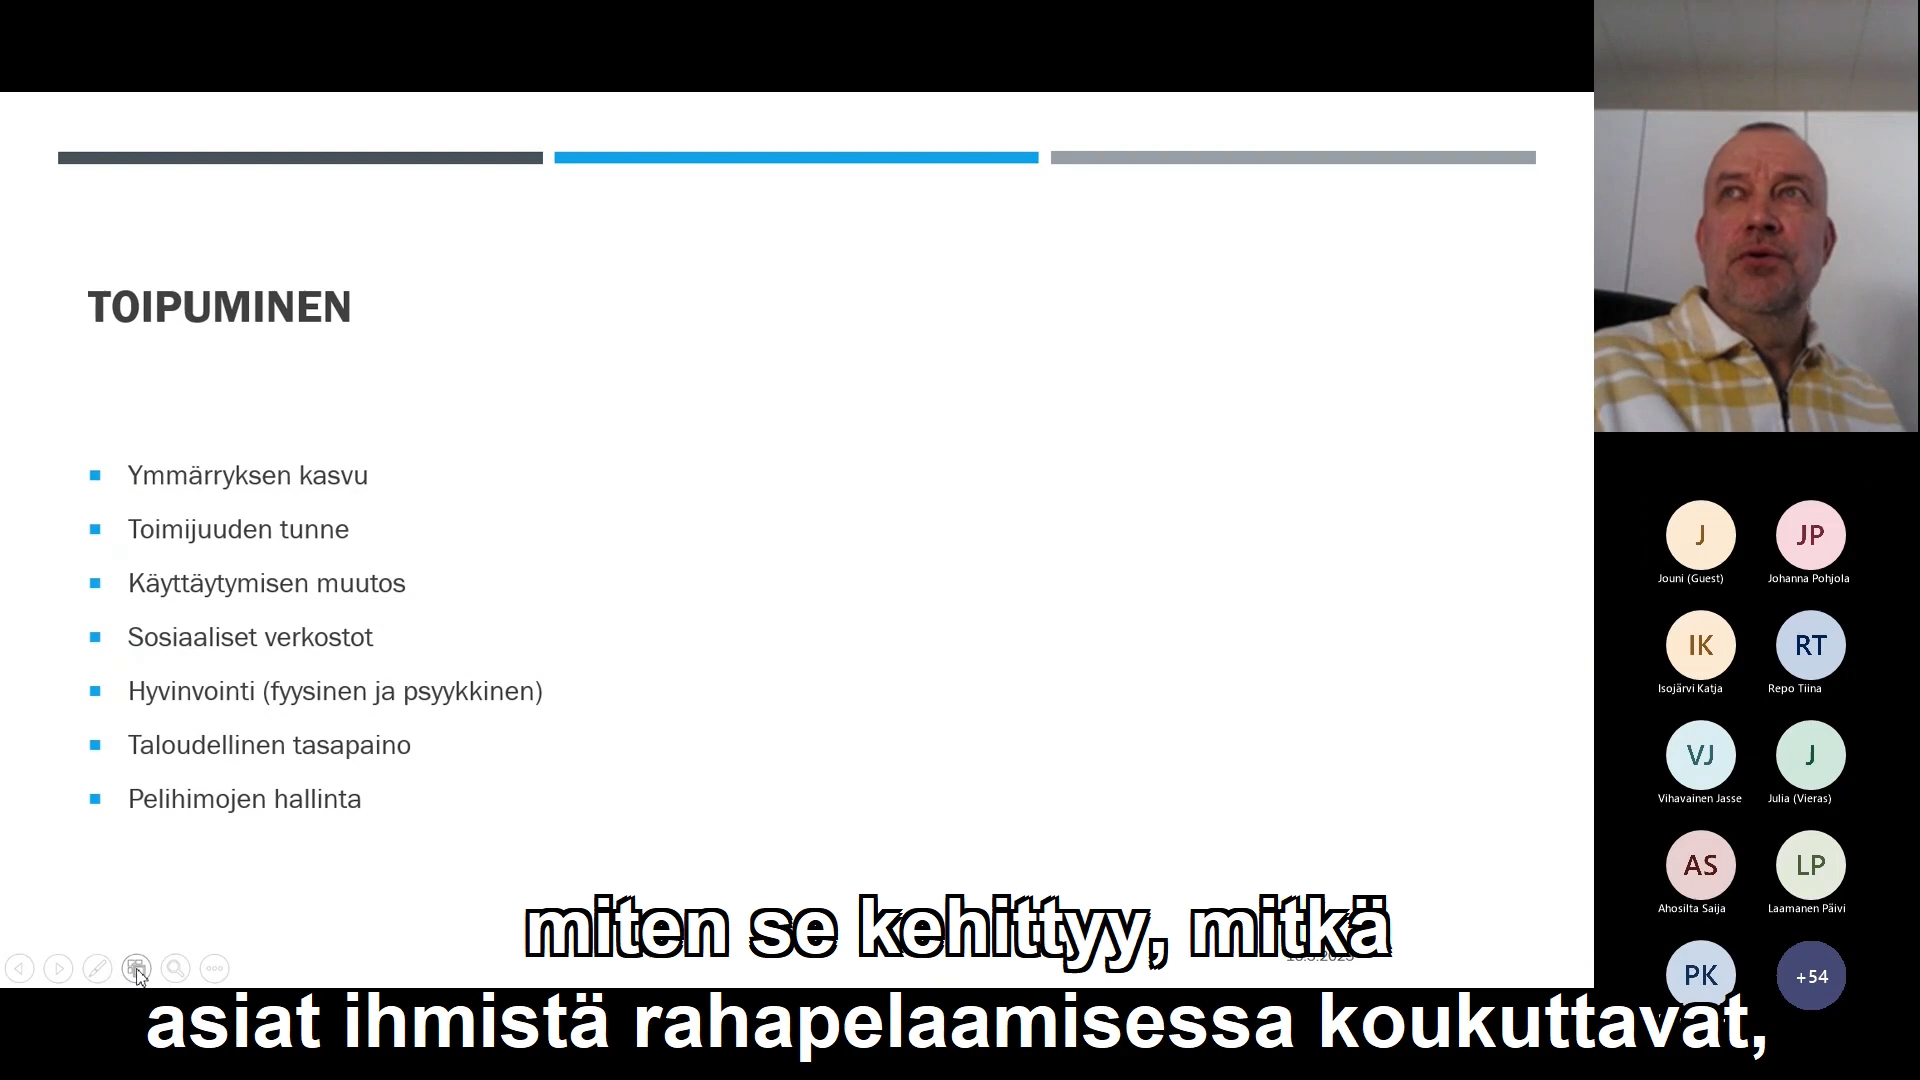 TOIPUMINEN
Ymmärryksen kasvu
Toimijuuden tunne
Käyttäytymisen muutos
Sosiaaliset verkostot
Hyvinvointi (fyysinen ja psyykkinen)
Taloudellinen tasapaino
Pelihimojen hallinta
miten se kehittyy, mitkä
asiat ihmistä rahapelaamisessa koukuttavat,
J
JP
Jouni (Guest)
Johanna Pohjola
IK
RT
Isojärvi Katja
Repo Tiina
VJ
J
Vihavainen Jasse
Julia (Vieras)
AS
LP
Ahosilta Saija
Laamanen Päivi
PK
+54